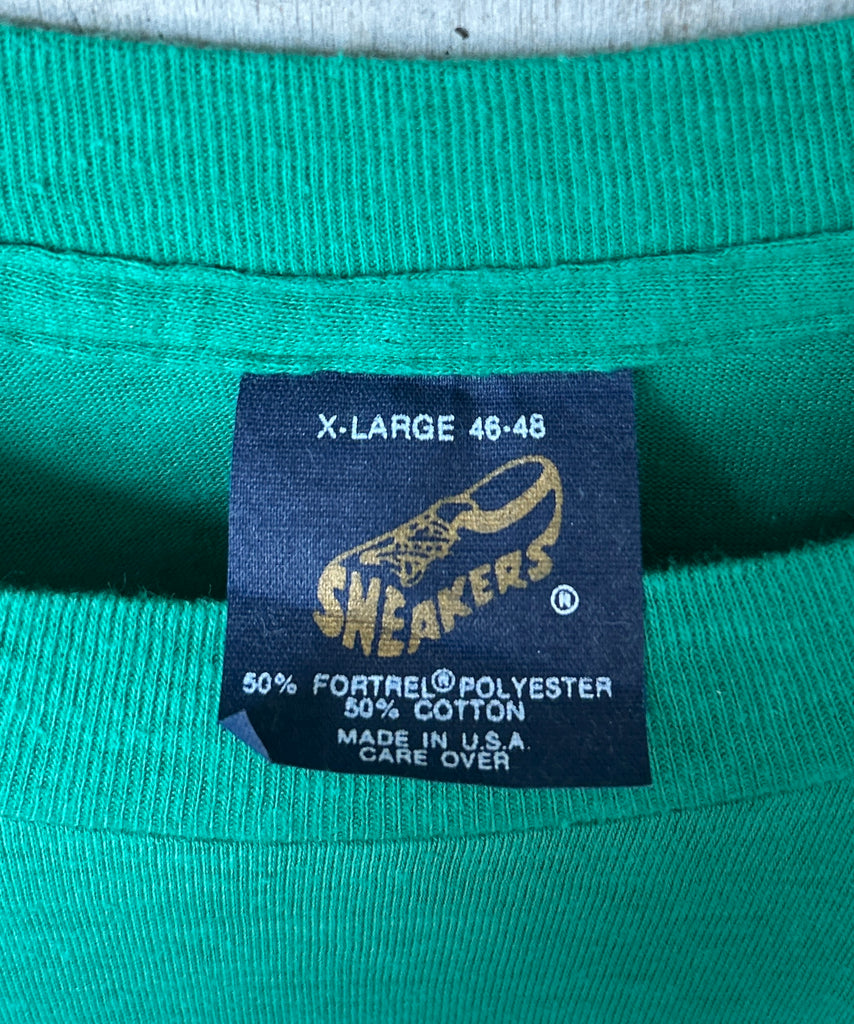 X-LARGE 46-48
SNEAKERS ®
50% FORTREL® POLYESTER
50% COTTON
MADE IN U.S.A.
CARE OVER